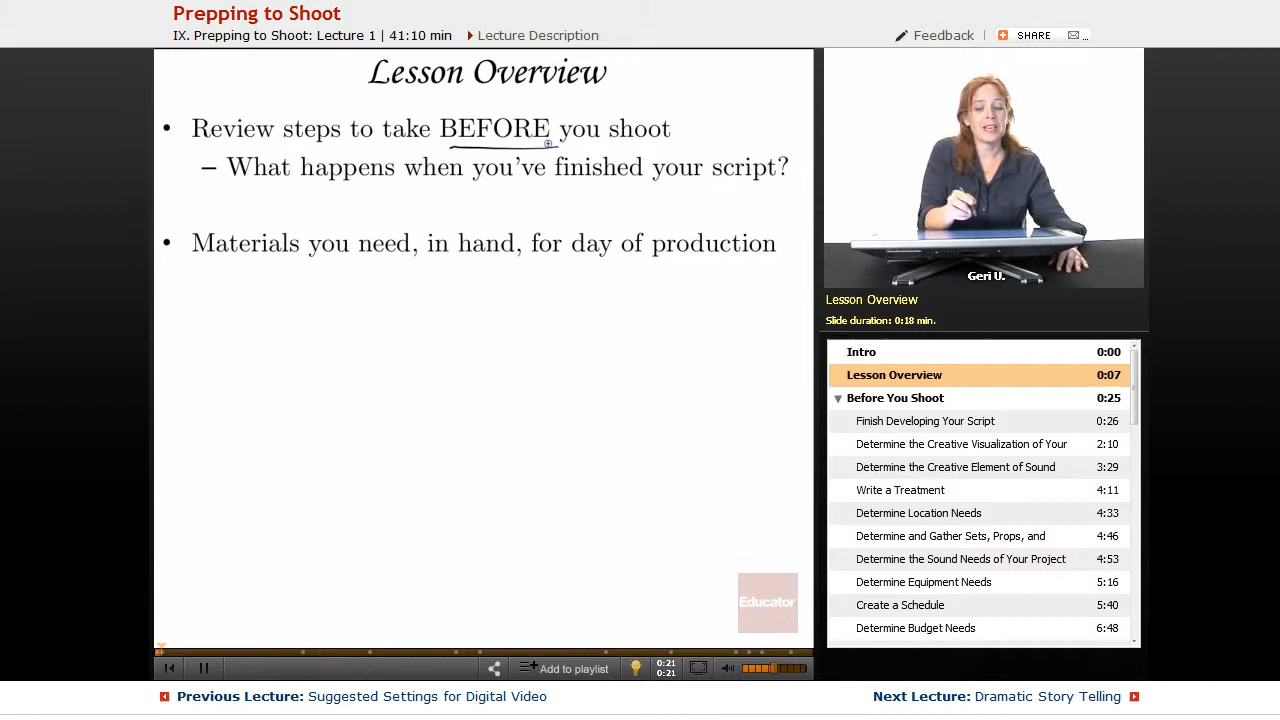 Prepping to Shoot
IX. Prepping to Shoot: Lecture 1 | 41:10 min
Lecture Description
Feedback
SHARE
Lesson Overview
• Review steps to take BEFORE you shoot
– What happens when you've finished your script?
• Materials you need, in hand, for day of production
Educator
Geri U.
Lesson Overview
Slide duration: 0:18 min.
Intro 0:00
Lesson Overview 0:07
Before You Shoot 0:25
Finish Developing Your Script 0:26
Determine the Creative Visualization of Your 2:10
Determine the Creative Element of Sound 3:29
Write a Treatment 4:11
Determine Location Needs 4:33
Determine and Gather Sets, Props, and 4:46
Determine the Sound Needs of Your Project 4:53
Determine Equipment Needs 5:16
Create a Schedule 5:40
Determine Budget Needs 6:48
Add to playlist
0:21
0:21
Previous Lecture: Suggested Settings for Digital Video
Next Lecture: Dramatic Story Telling